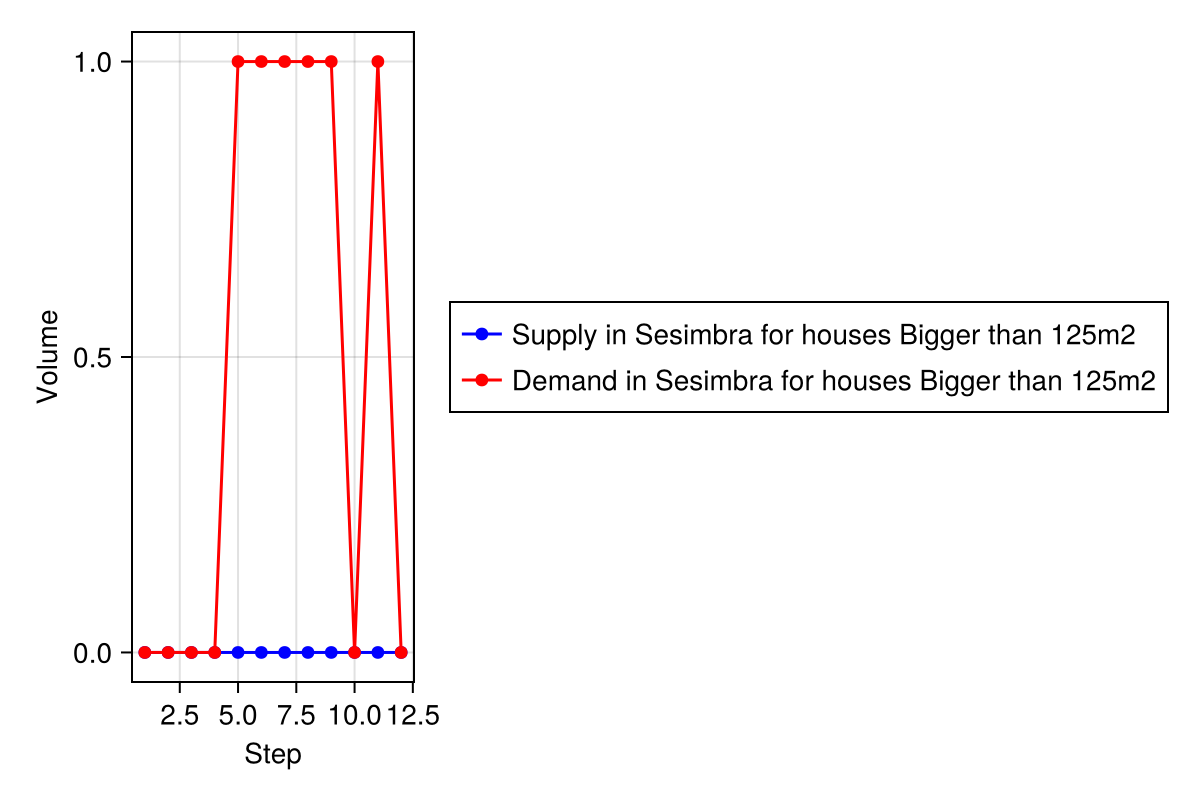 1.0
0.5
0.0
Volume
2.5 5.0 7.5 10.0 12.5
Step
Supply in Sesimbra for houses Bigger than 125m2
Demand in Sesimbra for houses Bigger than 125m2